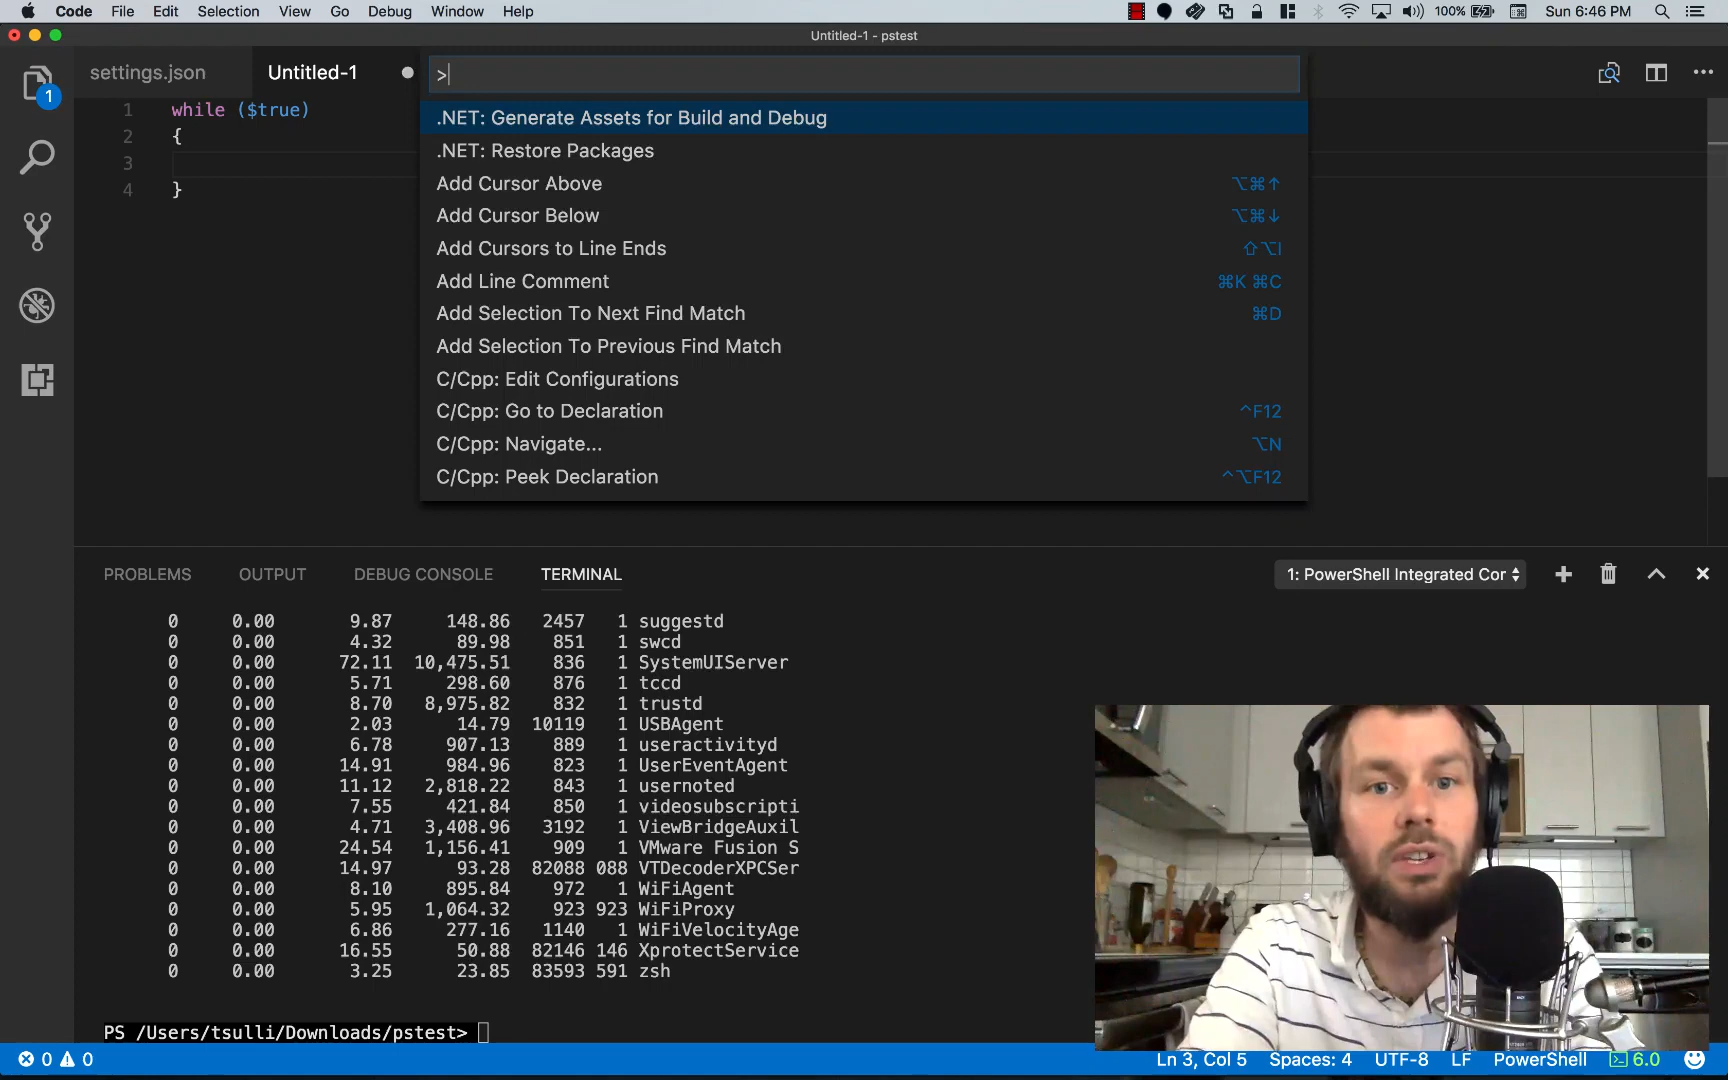 Code File Edit Selection View Go Debug Window Help 100% Sun 6:46 PM
Untitled-1 - pstest
settings.json Untitled-1
>
1 while ($true)
2 {
3
4 }
.NET: Generate Assets for Build and Debug
.NET: Restore Packages
Add Cursor Above ⌥⌘↑
Add Cursor Below ⌥⌘↓
Add Cursors to Line Ends ⇧⌥I
Add Line Comment ⌘K ⌘C
Add Selection To Next Find Match ⌘D
Add Selection To Previous Find Match
C/Cpp: Edit Configurations
C/Cpp: Go to Declaration ^F12
C/Cpp: Navigate... ⌥N
C/Cpp: Peek Declaration ^⌥F12
1
PROBLEMS OUTPUT DEBUG CONSOLE TERMINAL 1: PowerShell Integrated Cor
0 0.00 9.87 148.86 2457 1 suggestd
0 0.00 4.32 89.98 851 1 swcd
0 0.00 72.11 10,475.51 836 1 SystemUIServer
0 0.00 5.71 298.60 876 1 tccd
0 0.00 8.70 8,975.82 832 1 trustd
0 0.00 2.03 14.79 10119 1 USBAgent
0 0.00 6.78 907.13 889 1 useractivityd
0 0.00 14.91 984.96 823 1 UserEventAgent
0 0.00 11.12 2,818.22 843 1 usernoted
0 0.00 7.55 421.84 850 1 videosubscripti
0 0.00 4.71 3,408.96 3192 1 ViewBridgeAuxil
0 0.00 24.54 1,156.41 909 1 VMware Fusion S
0 0.00 14.97 93.28 82088 088 VTDecoderXPCSer
0 0.00 8.10 895.84 972 1 WiFiAgent
0 0.00 5.95 1,064.32 923 923 WiFiProxy
0 0.00 6.86 277.16 1140 1 WiFiVelocityAge
0 0.00 16.55 50.88 82146 146 XprotectService
0 0.00 3.25 23.85 83593 591 zsh
PS /Users/tsulli/Downloads/pstest>
0 0 Ln 3, Col 5 Spaces: 4 UTF-8 LF PowerShell 6.0